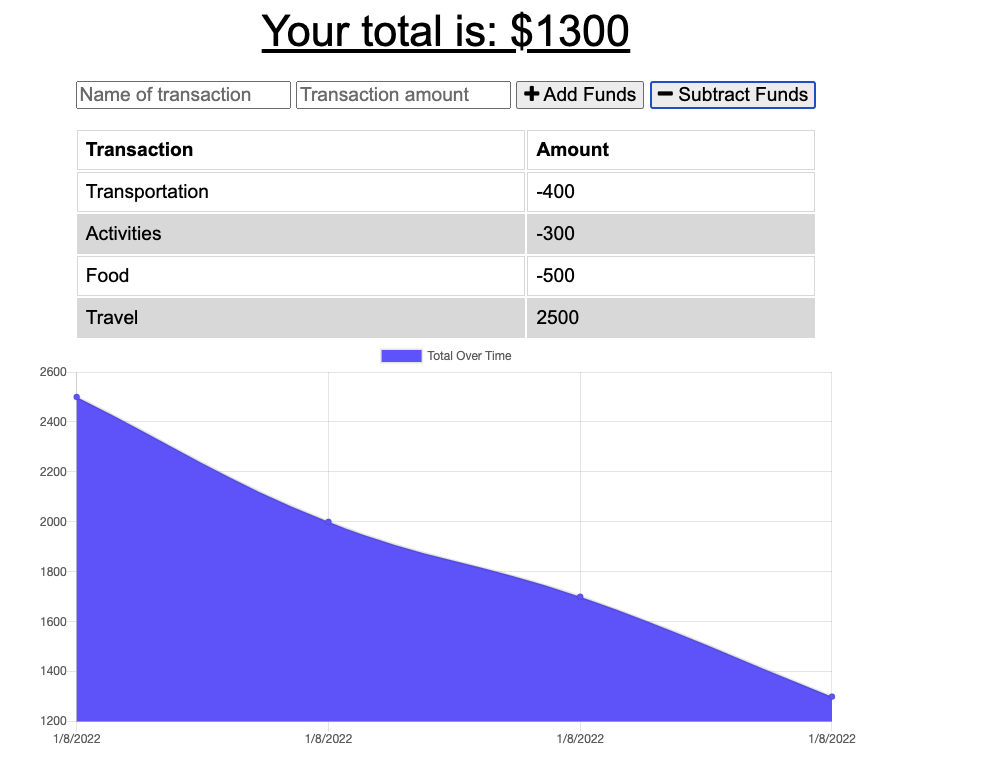 Your total is: $1300
Name of transaction Transaction amount + Add Funds − Subtract Funds
Transaction Amount
Transportation -400
Activities -300
Food -500
Travel 2500
Total Over Time
2600
2400
2200
2000
1800
1600
1400
1200
1/8/2022 1/8/2022 1/8/2022 1/8/2022